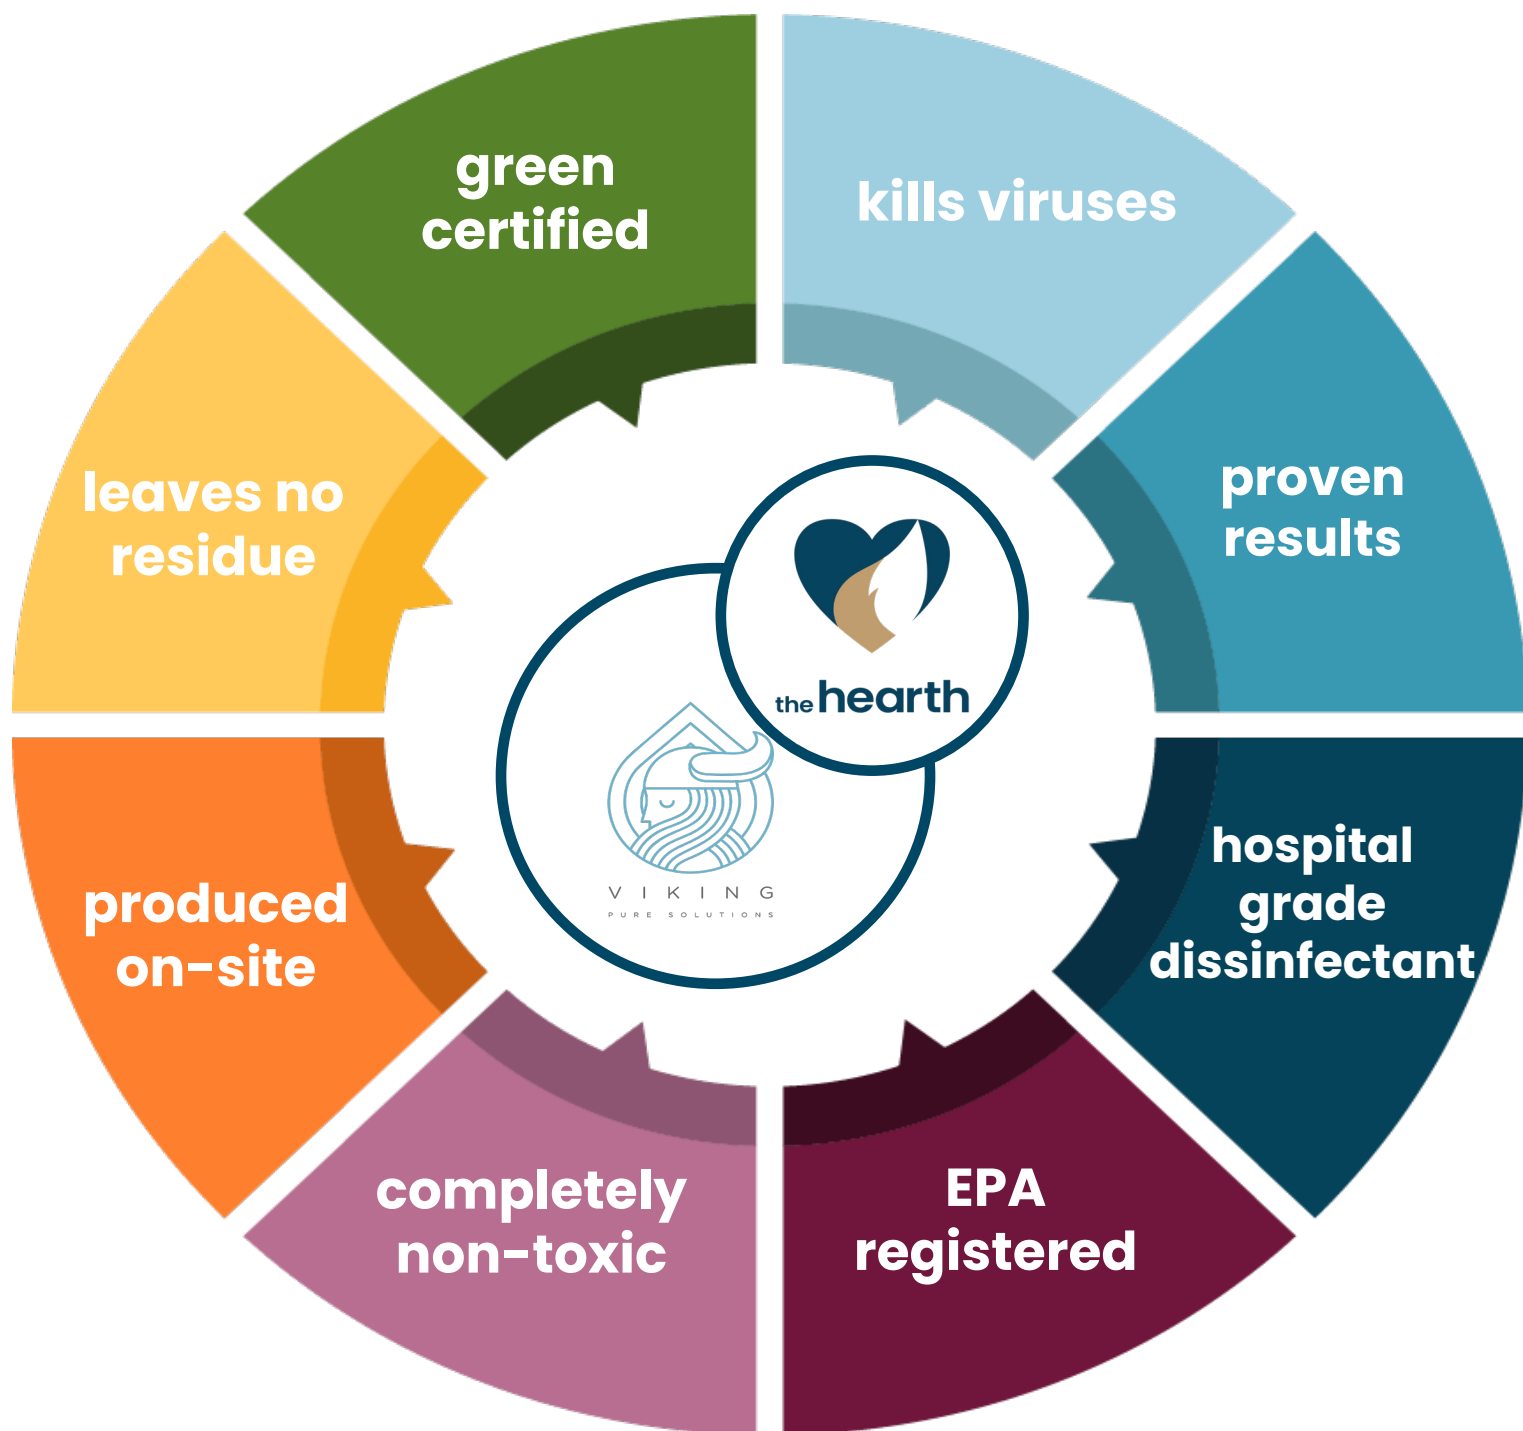 green
certified
kills viruses
proven
results
hospital
grade
dissinfectant
EPA
registered
completely
non-toxic
produced
on-site
leaves no
residue
the hearth
VIKING
PURE SOLUTIONS